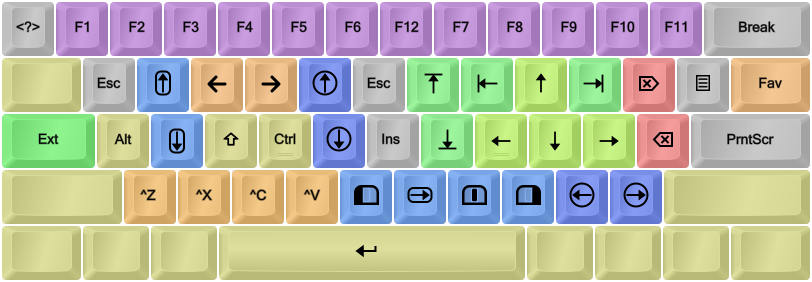 <?> F1 F2 F3 F4 F5 F6 F12 F7 F8 F9 F10 F11 Break
Esc ← → Esc ↑ Fav
Ext Alt ⇧ Ctrl Ins ← ↓ → PrntScr
^Z ^X ^C ^V